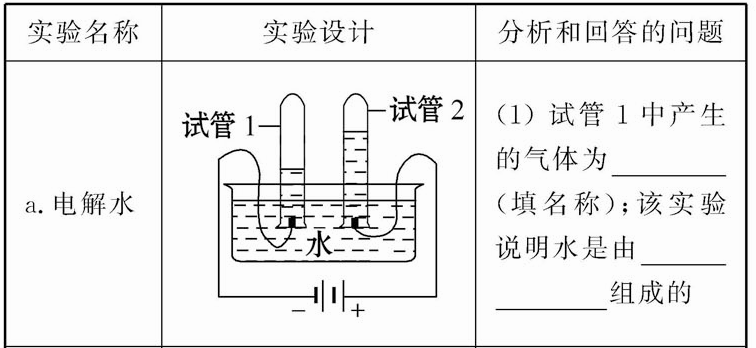 实验名称
实验设计
分析和回答的问题
a.电解水
试管1
试管2
水
− +
(1) 试管 1 中产生
的气体为________
(填名称);该实验
说明水是由______
________组成的